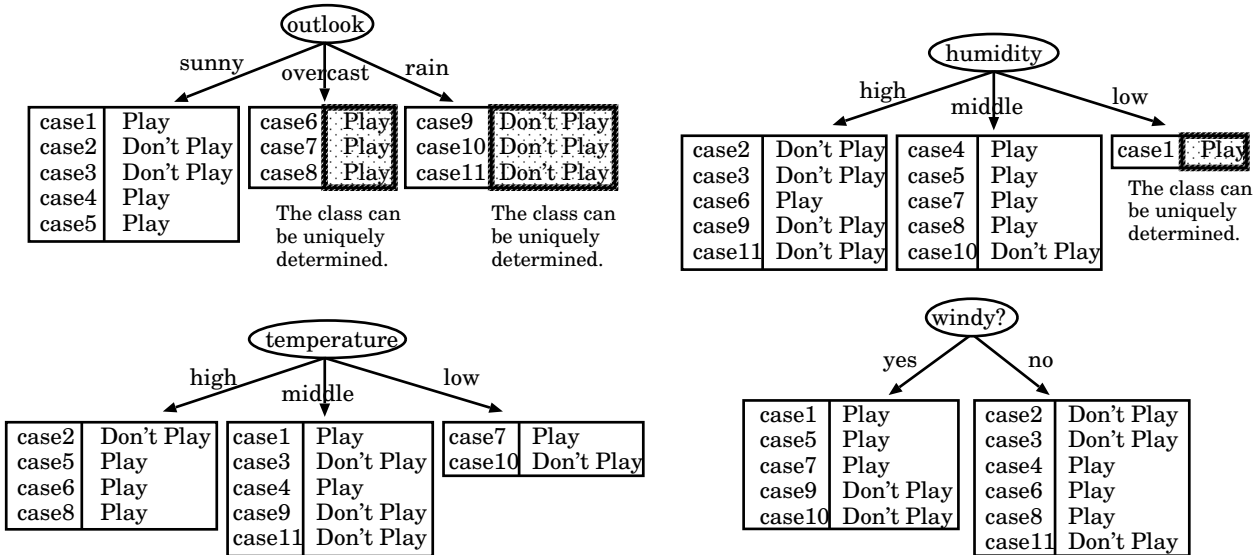 outlook
sunny
overcast
rain
case1 Play
case2 Don't Play
case3 Don't Play
case4 Play
case5 Play
case6 Play
case7 Play
case8 Play
The class can
be uniquely
determined.
case9 Don't Play
case10 Don't Play
case11 Don't Play
The class can
be uniquely
determined.
humidity
high
middle
low
case2 Don't Play
case3 Don't Play
case6 Play
case9 Don't Play
case11 Don't Play
case4 Play
case5 Play
case7 Play
case8 Play
case10 Don't Play
case1 Play
The class can
be uniquely
determined.
temperature
high
middle
low
case2 Don't Play
case5 Play
case6 Play
case8 Play
case1 Play
case3 Don't Play
case4 Play
case9 Don't Play
case11 Don't Play
case7 Play
case10 Don't Play
windy?
yes
no
case1 Play
case5 Play
case7 Play
case9 Don't Play
case10 Don't Play
case2 Don't Play
case3 Don't Play
case4 Play
case6 Play
case8 Play
case11 Don't Play